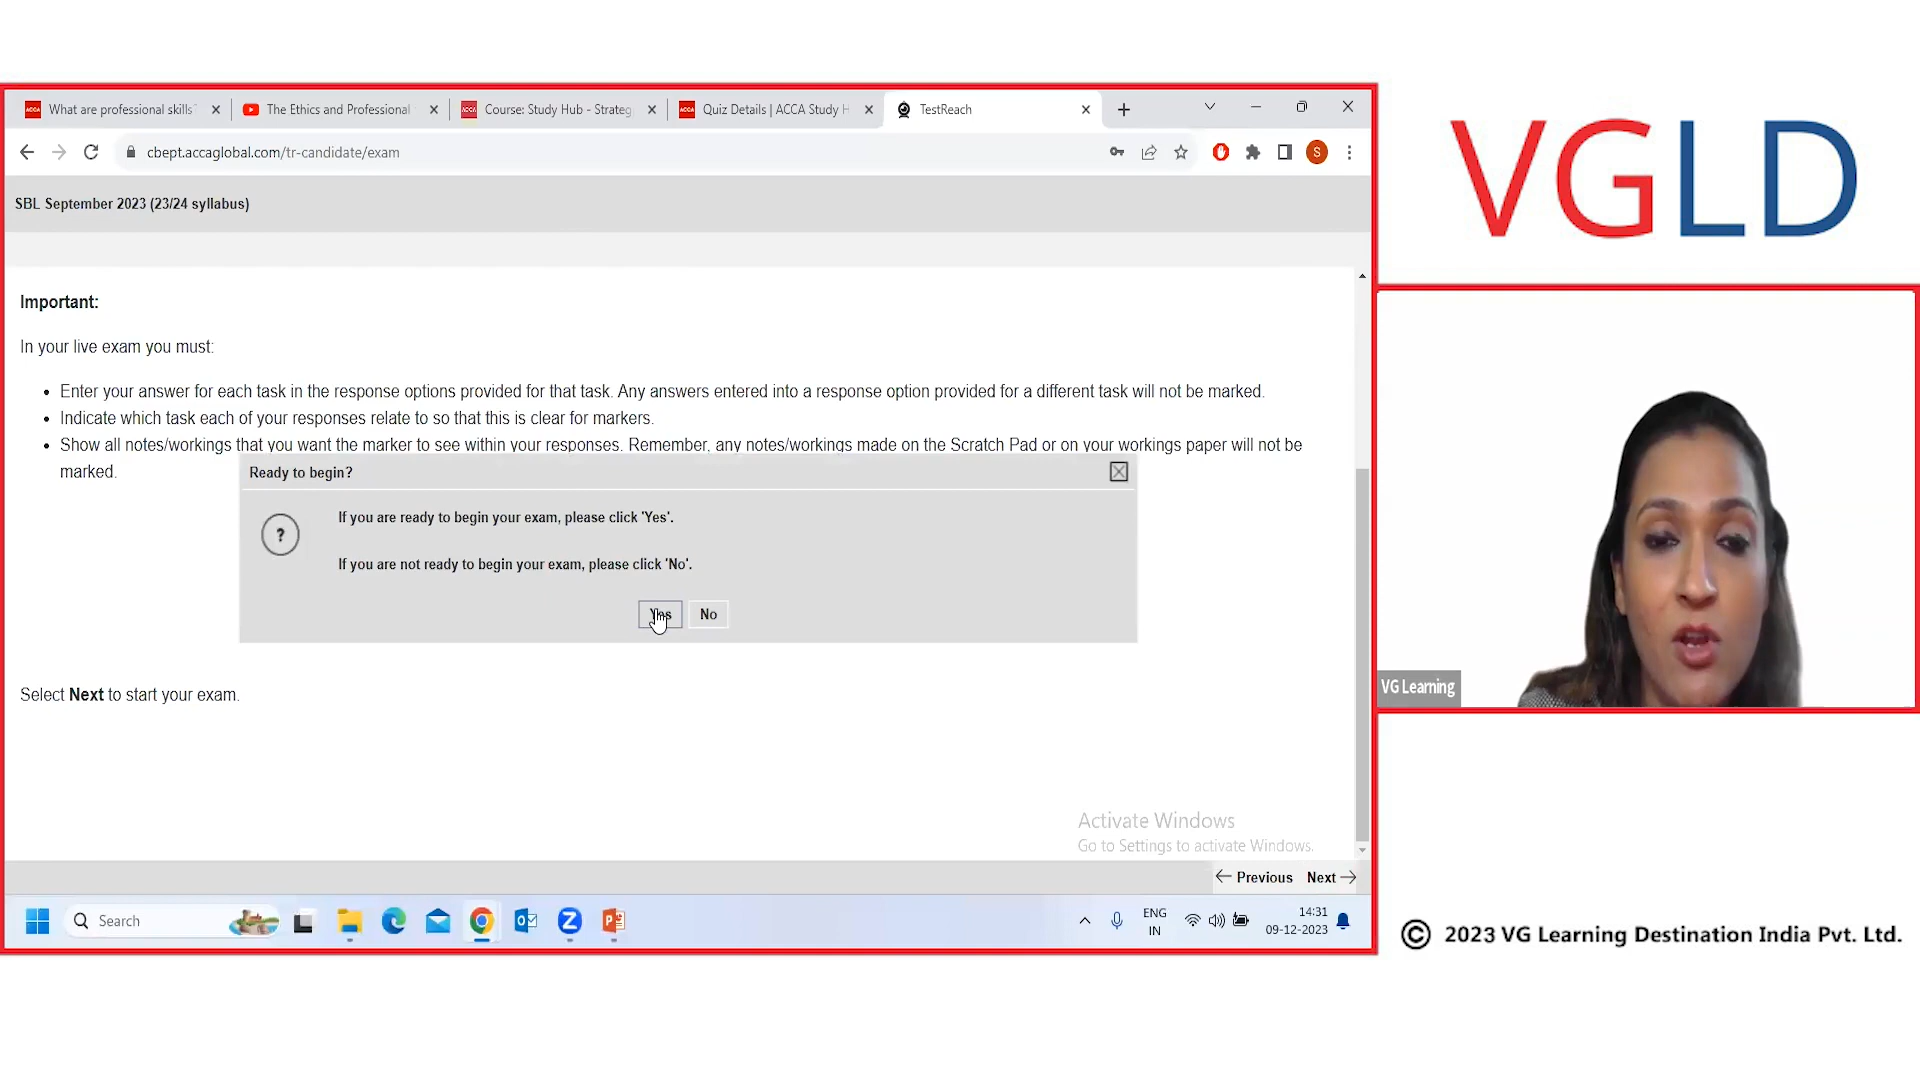 What are professional skills
The Ethics and Professional
Course: Study Hub - Strateg
Quiz Details | ACCA Study H
TestReach
cbept.accaglobal.com/tr-candidate/exam
S
SBL September 2023 (23/24 syllabus)
Important:
In your live exam you must:
Enter your answer for each task in the response options provided for that task. Any answers entered into a response option provided for a different task will not be marked.
Indicate which task each of your responses relate to so that this is clear for markers.
Show all notes/workings that you want the marker to see within your responses. Remember, any notes/workings made on the Scratch Pad or on your workings paper will not be
marked.
Ready to begin?
?
If you are ready to begin your exam, please click 'Yes'.
If you are not ready to begin your exam, please click 'No'.
Yes
No
Select Next to start your exam.
Activate Windows
Go to Settings to activate Windows.
Previous Next
Search
ENG
IN
14:31
09-12-2023
VGLD
VG Learning
© 2023 VG Learning Destination India Pvt. Ltd.